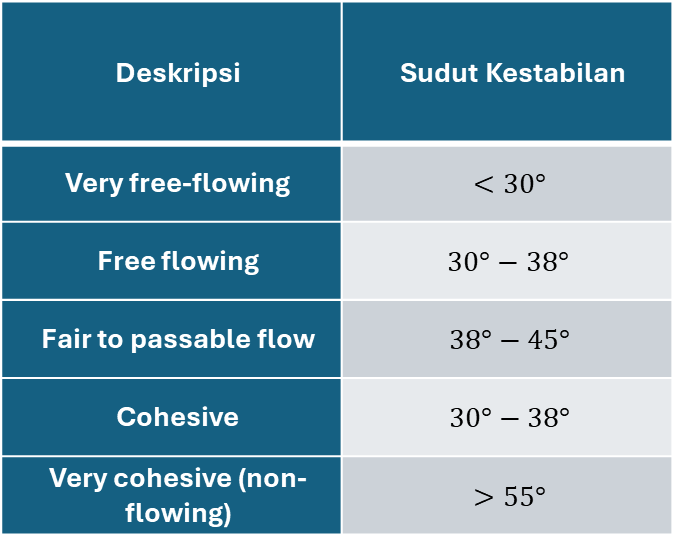 Deskripsi
Sudut Kestabilan
Very free-flowing
< 30°
Free flowing
30° − 38°
Fair to passable flow
38° − 45°
Cohesive
30° − 38°
Very cohesive (non-
flowing)
> 55°